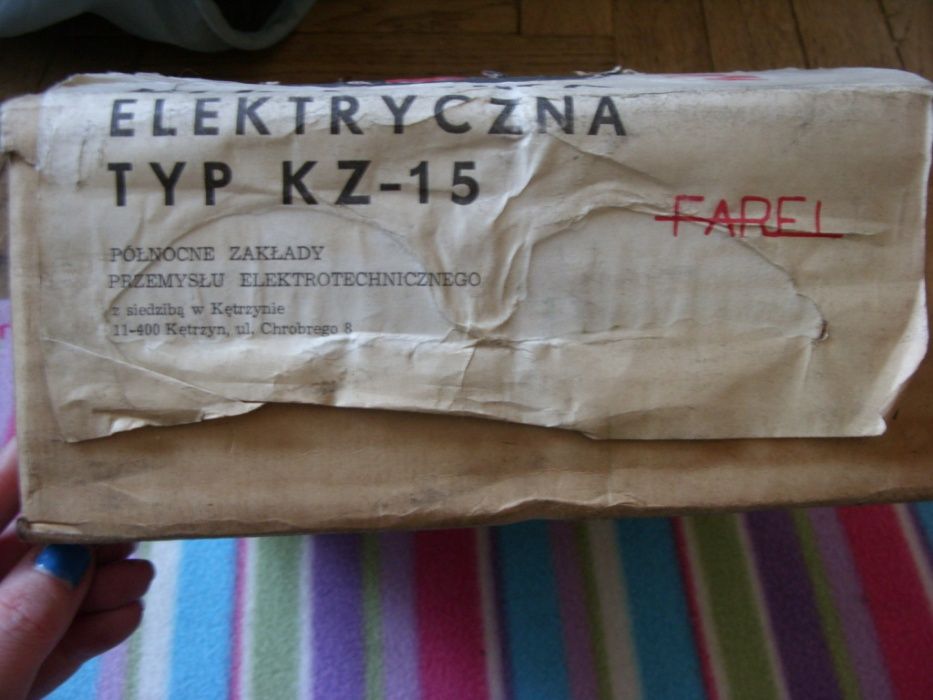 ELEKTRYCZNA
TYP KZ-15
FAREL
PÓŁNOCNE ZAKŁADY
PRZEMYSŁU ELEKTROTECHNICZNEGO
z siedzibą w Kętrzynie
11-400 Kętrzyn, ul. Chrobrego 8